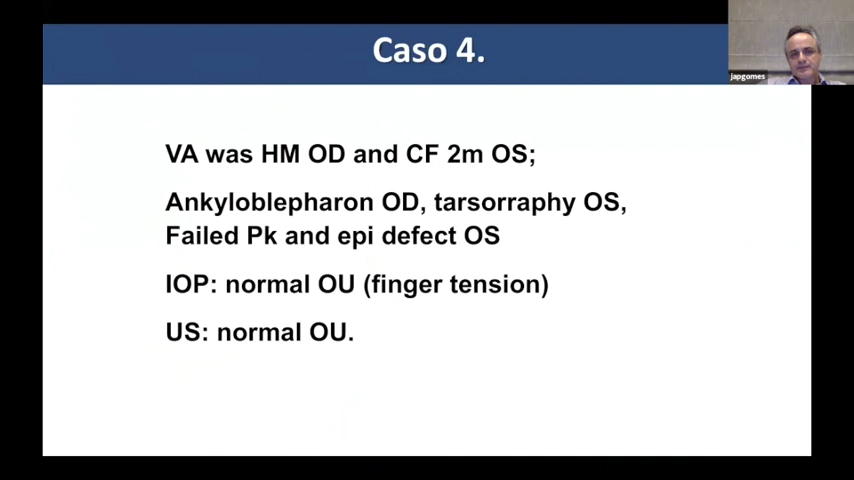 Caso 4.
japgomes
VA was HM OD and CF 2m OS;
Ankyloblepharon OD, tarsorraphy OS,
Failed Pk and epi defect OS
IOP: normal OU (finger tension)
US: normal OU.